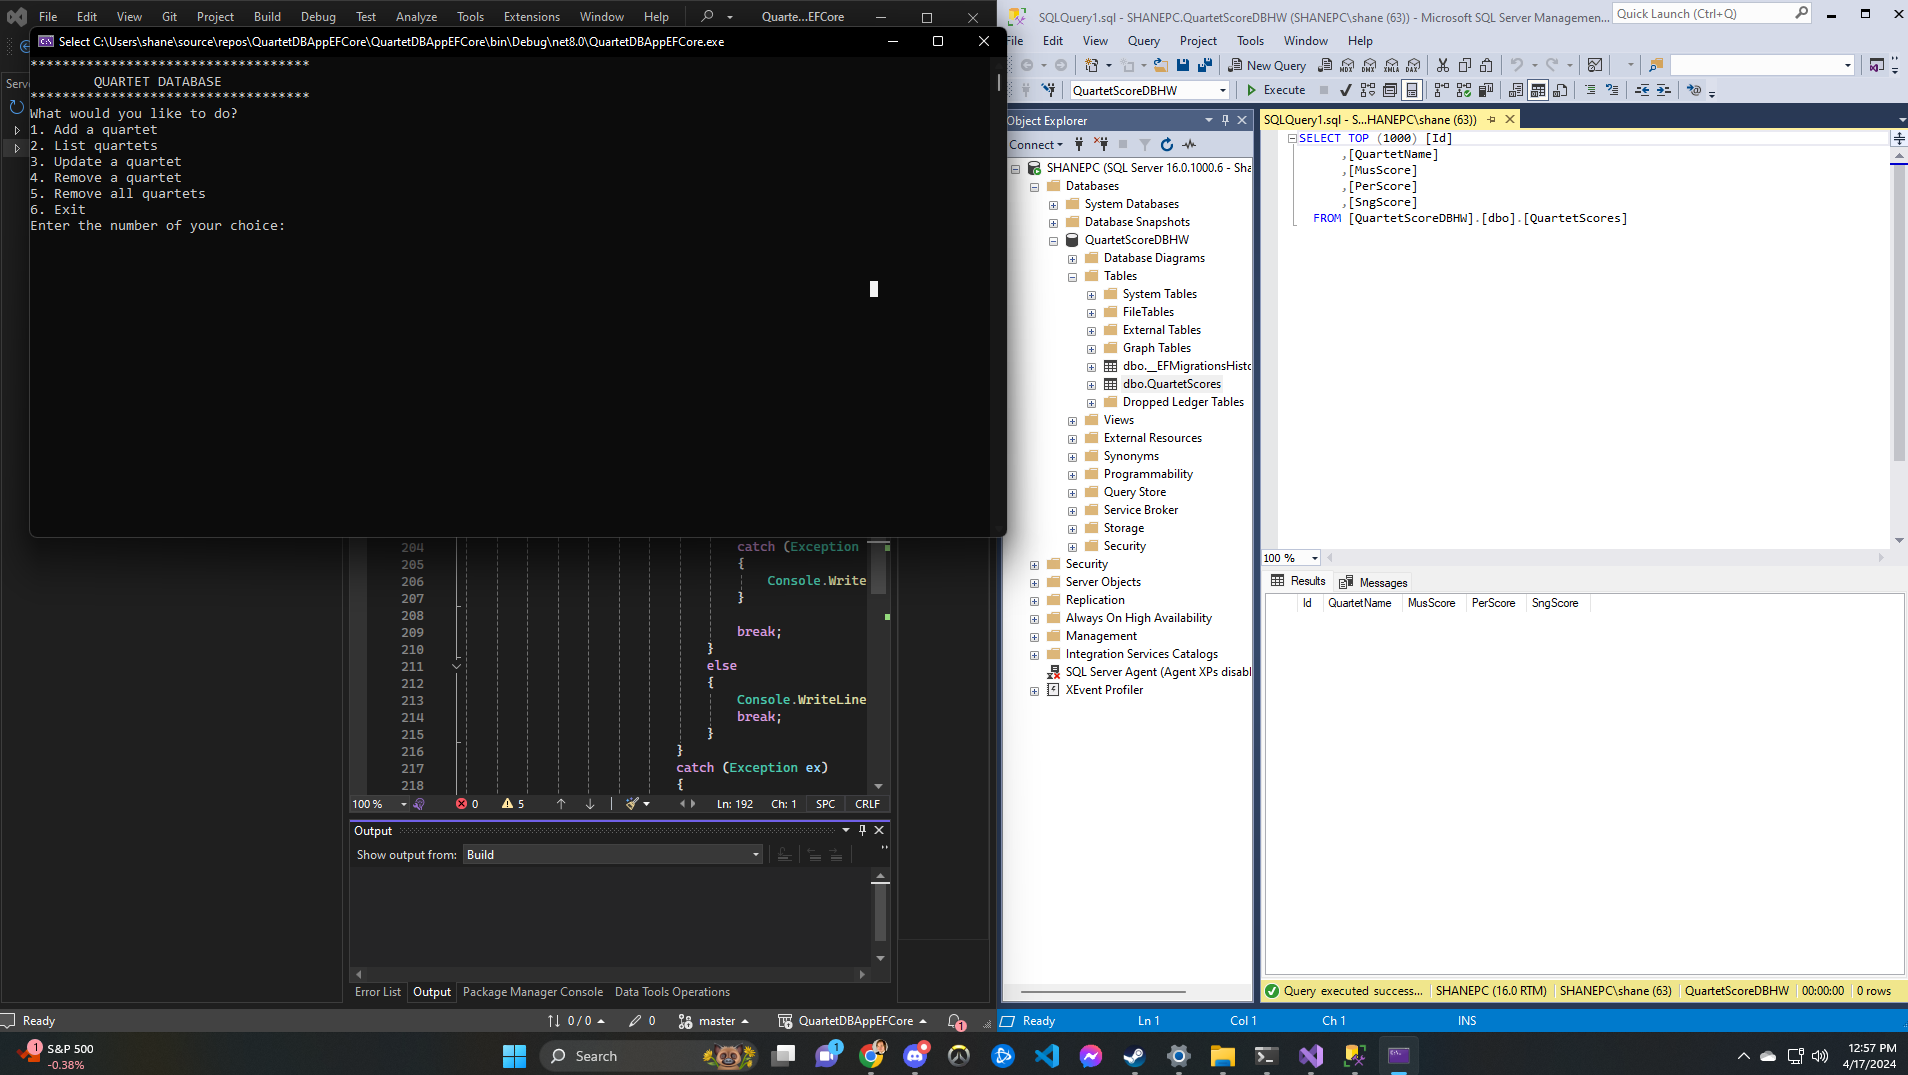 File Edit View Git Project Build Debug Test Analyze Tools Extensions Window Help Quarte...EFCore
Select C:\Users\shane\source\repos\QuartetDBAppEFCore\QuartetDBAppEFCore\bin\Debug\net8.0\QuartetDBAppEFCore.exe
Serv
***********************************
QUARTET DATABASE
***********************************
What would you like to do?
1. Add a quartet
2. List quartets
3. Update a quartet
4. Remove a quartet
5. Remove all quartets
6. Exit
Enter the number of your choice:
204 catch (Exception
205 {
206 Console.Write
207 }
208
209 break;
210 }
211 else
212 {
213 Console.WriteLine
214 break;
215 }
216 }
217 catch (Exception ex)
218 {
100 % 0 5 Ln: 192 Ch: 1 SPC CRLF
Output
Show output from: Build
Error List Output Package Manager Console Data Tools Operations
Ready 0 / 0 0 master QuartetDBAppEFCore 1
SQLQuery1.sql - SHANEPC.QuartetScoreDBHW (SHANEPC\shane (63)) - Microsoft SQL Server Managemen... Quick Launch (Ctrl+Q)
File Edit View Query Project Tools Window Help
New Query MDX DMX XMLA DAX
QuartetScoreDBHW Execute
Object Explorer
Connect
SHANEPC (SQL Server 16.0.1000.6 - Sha
Databases
System Databases
Database Snapshots
QuartetScoreDBHW
Database Diagrams
Tables
System Tables
FileTables
External Tables
Graph Tables
dbo.__EFMigrationsHisto
dbo.QuartetScores
Dropped Ledger Tables
Views
External Resources
Synonyms
Programmability
Query Store
Service Broker
Storage
Security
Security
Server Objects
Replication
Always On High Availability
Management
Integration Services Catalogs
SQL Server Agent (Agent XPs disabl
XEvent Profiler
SQLQuery1.sql - S...HANEPC\shane (63))
SELECT TOP (1000) [Id]
,[QuartetName]
,[MusScore]
,[PerScore]
,[SngScore]
FROM [QuartetScoreDBHW].[dbo].[QuartetScores]
100 %
Results Messages
Id QuartetName MusScore PerScore SngScore
Query executed success... SHANEPC (16.0 RTM) SHANEPC\shane (63) QuartetScoreDBHW 00:00:00 0 rows
Ready Ln 1 Col 1 Ch 1 INS
1 S&P 500
-0.38%
Search
1
12:57 PM
4/17/2024